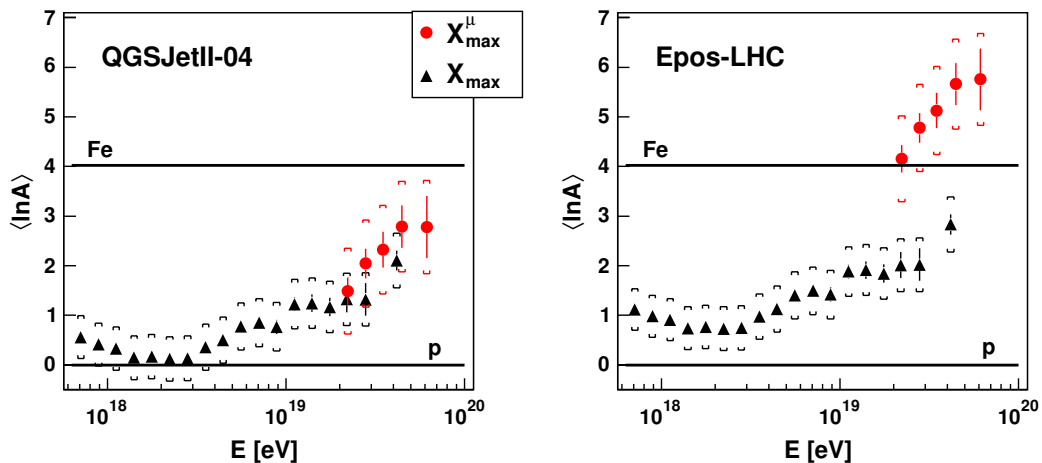 QGSJetII-04
X^μ_max
X_max
Fe
p
⟨lnA⟩
7
6
5
4
3
2
1
0
10^18
10^19
10^20
E [eV]
Epos-LHC
Fe
p
⟨lnA⟩
7
6
5
4
3
2
1
0
10^18
10^19
10^20
E [eV]